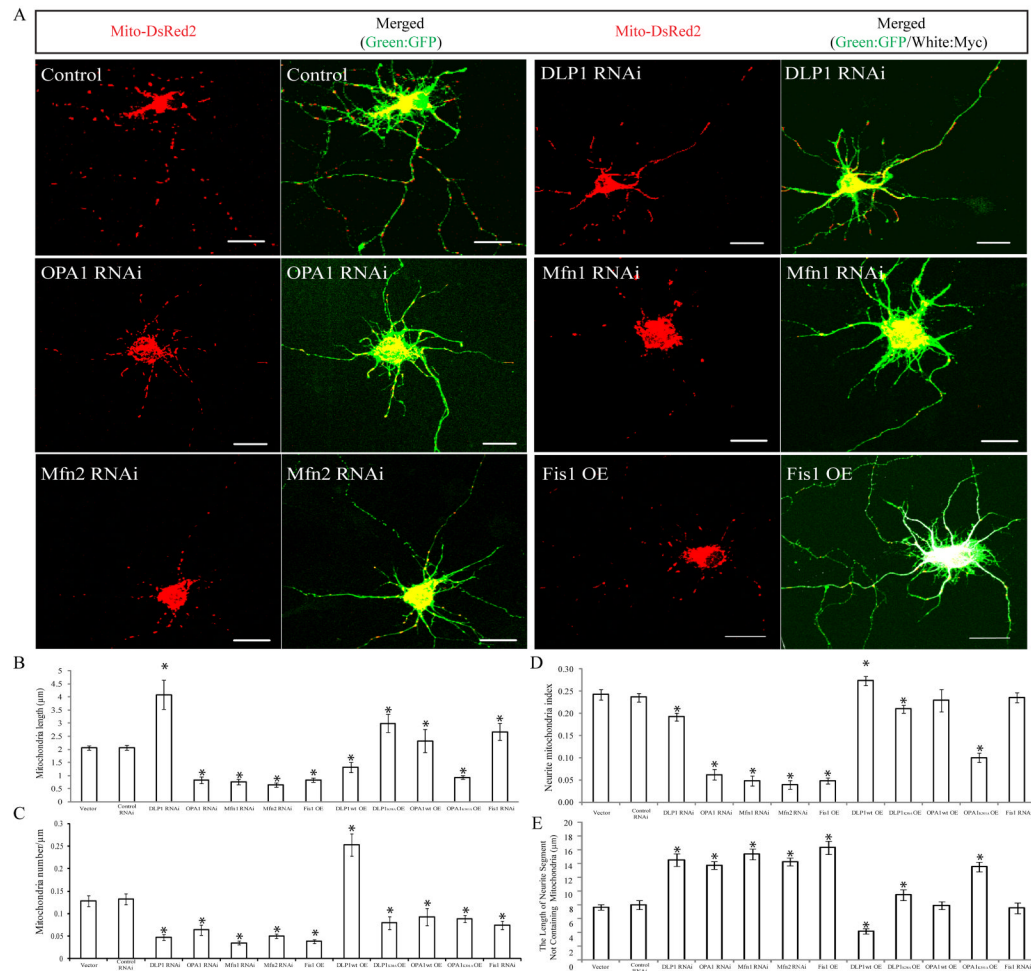 A
Mito-DsRed2
Merged
(Green:GFP)
Mito-DsRed2
Merged
(Green:GFP/White:Myc)
Control
Control
DLP1 RNAi
DLP1 RNAi
OPA1 RNAi
OPA1 RNAi
Mfn1 RNAi
Mfn1 RNAi
Mfn2 RNAi
Mfn2 RNAi
Fis1 OE
Fis1 OE
B
Mitochondria length (μm)
5
4.5
4
3.5
3
2.5
2
1.5
1
0.5
0
* * * * * * * * * *
Vector
Control
RNAi
DLP1 RNAi
OPA1 RNAi
Mfn1 RNAi
Mfn2 RNAi
Fis1 OE
DLP1wt OE
OPA1wt OE
Fis1 RNAi
C
Mitochondria number/μm
0.3
0.25
0.2
0.15
0.1
0.05
0
* * * * * * * * * *
Vector
Control
RNAi
DLP1 RNAi
OPA1 RNAi
Mfn1 RNAi
Mfn2 RNAi
Fis1 OE
DLP1wt OE
OPA1wt OE
Fis1 RNAi
D
Neurite mitochondria index
0.30
0.25
0.20
0.15
0.10
0.05
0.00
* * * * * * * *
Vector
Control
RNAi
DLP1 RNAi
OPA1 RNAi
Mfn1 RNAi
Mfn2 RNAi
Fis1 OE
DLP1wt OE
OPA1wt OE
Fis1 RNAi
E
The Length of Neurite Segment
Not Containing Mitochondria (μm)
18
16
14
12
10
8
6
4
2
0
* * * * * * * *
Vector
Control
RNAi
DLP1 RNAi
OPA1 RNAi
Mfn1 RNAi
Mfn2 RNAi
Fis1 OE
DLP1wt OE
OPA1wt OE
Fis1 RNAi